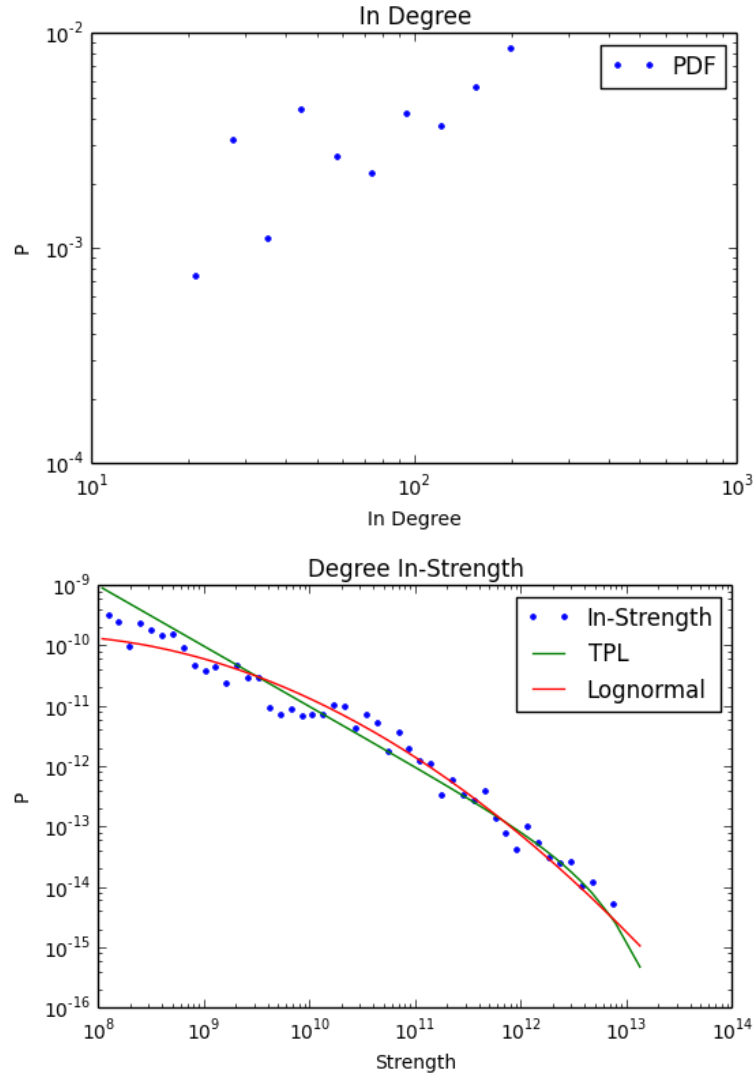 In Degree
10^-2
PDF
10^-3
P
10^-4
10^1
10^2
10^3
In Degree
Degree In-Strength
10^-9
In-Strength
10^-10
TPL
Lognormal
10^-11
10^-12
P
10^-13
10^-14
10^-15
10^-16
10^8
10^9
10^10
10^11
10^12
10^13
10^14
Strength